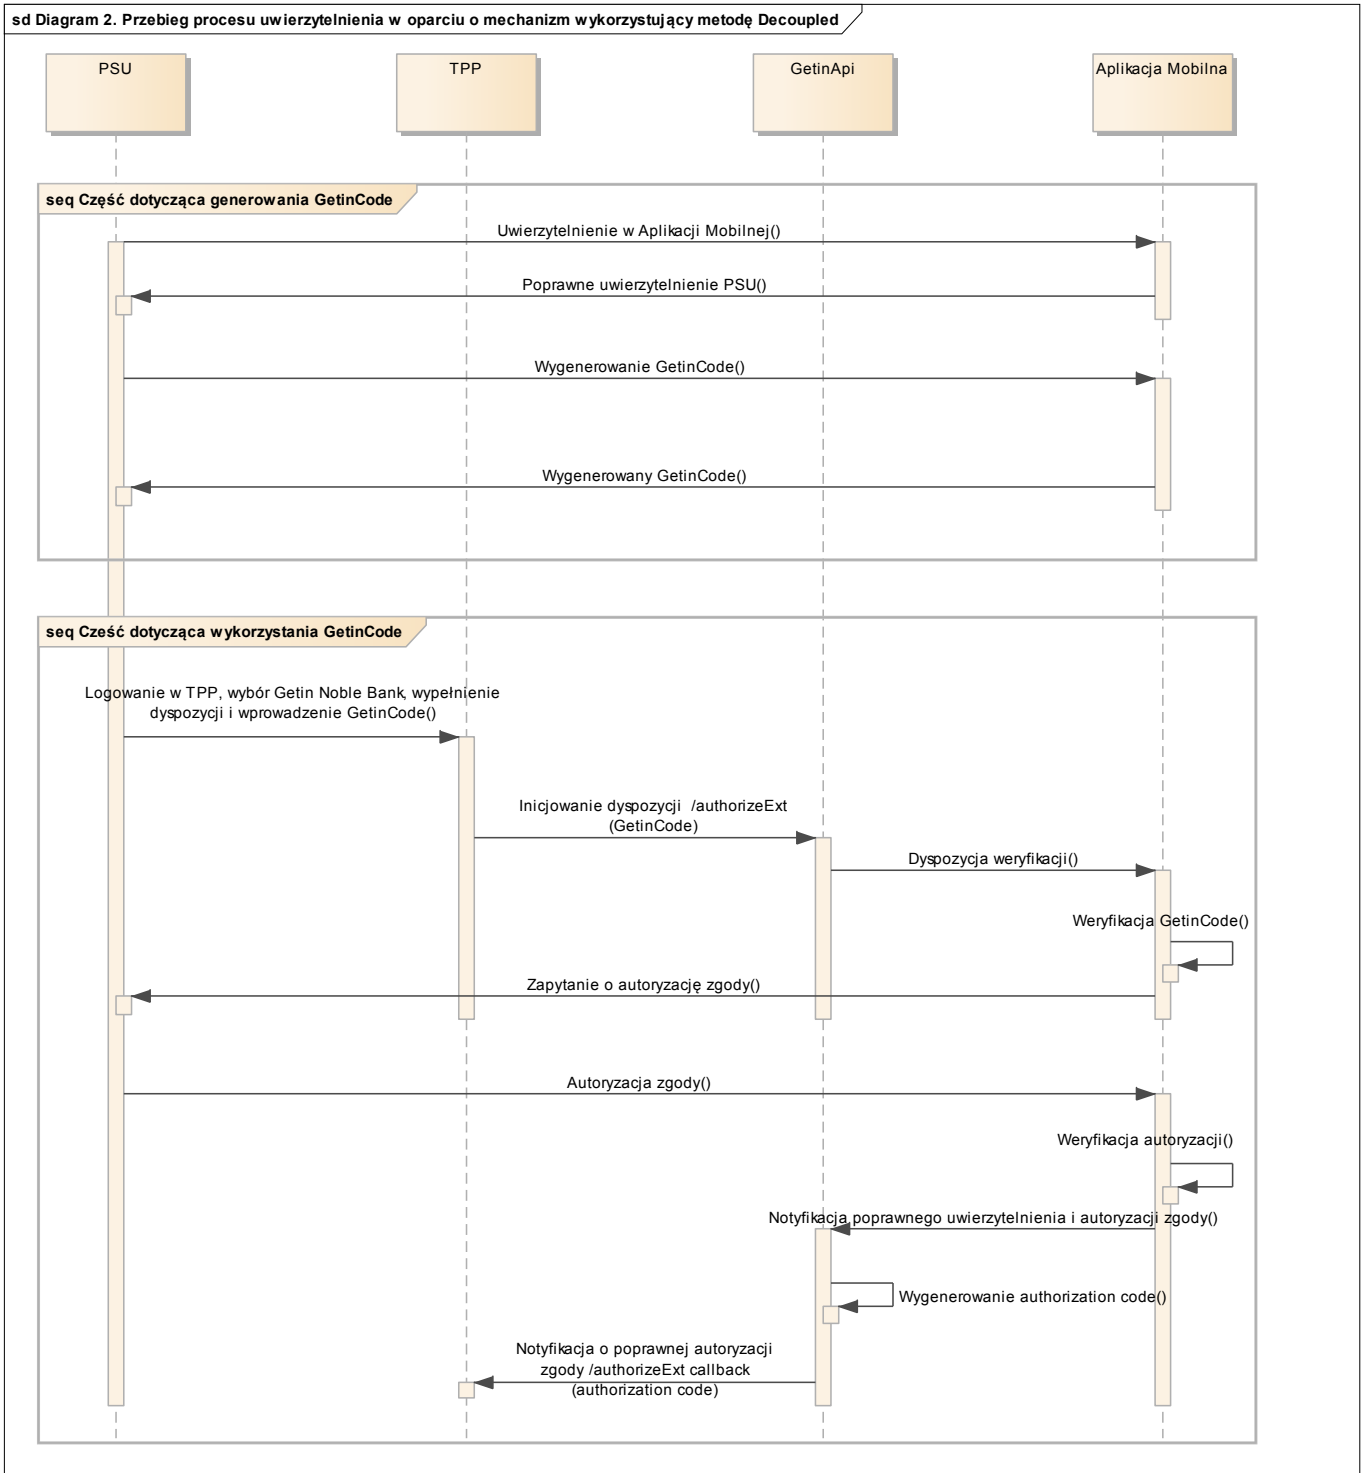 sd Diagram 2. Przebieg procesu uwierzytelnienia w oparciu o mechanizm wykorzystujący metodę Decoupled
PSU
TPP
GetinApi
Aplikacja Mobilna
seq Część dotycząca generowania GetinCode
Uwierzytelnienie w Aplikacji Mobilnej()
Poprawne uwierzytelnienie PSU()
Wygenerowanie GetinCode()
Wygenerowany GetinCode()
seq Cześć dotycząca wykorzystania GetinCode
Logowanie w TPP, wybór Getin Noble Bank, wypełnienie
dyspozycji i wprowadzenie GetinCode()
Inicjowanie dyspozycji /authorizeExt
(GetinCode)
Dyspozycja weryfikacji()
Weryfikacja GetinCode()
Zapytanie o autoryzację zgody()
Autoryzacja zgody()
Weryfikacja autoryzacji()
Notyfikacja poprawnego uwierzytelnienia i autoryzacji zgody()
Wygenerowanie authorization code()
Notyfikacja o poprawnej autoryzacji
zgody /authorizeExt callback
(authorization code)